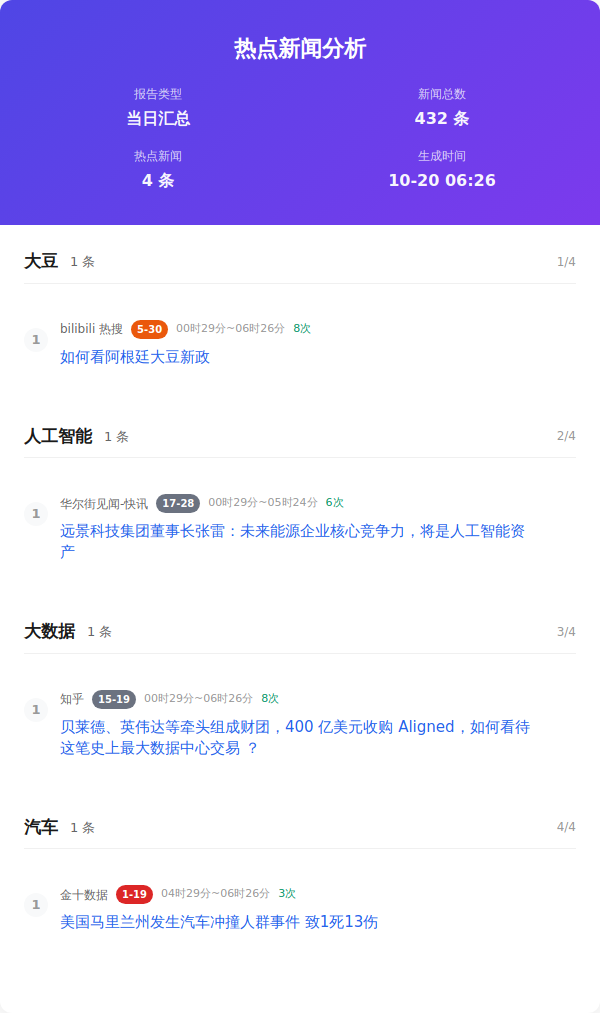 热点新闻分析
报告类型
新闻总数
当日汇总
432 条
热点新闻
生成时间
4 条
10-20 06:26
大豆 1 条 1/4
1 bilibili 热搜 5-30 00时29分~06时26分 8次
如何看阿根廷大豆新政
人工智能 1 条 2/4
1 华尔街见闻-快讯 17-28 00时29分~05时24分 6次
远景科技集团董事长张雷：未来能源企业核心竞争力，将是人工智能资
产
大数据 1 条 3/4
1 知乎 15-19 00时29分~06时26分 8次
贝莱德、英伟达等牵头组成财团，400 亿美元收购 Aligned，如何看待
这笔史上最大数据中心交易 ？
汽车 1 条 4/4
1 金十数据 1-19 04时29分~06时26分 3次
美国马里兰州发生汽车冲撞人群事件 致1死13伤